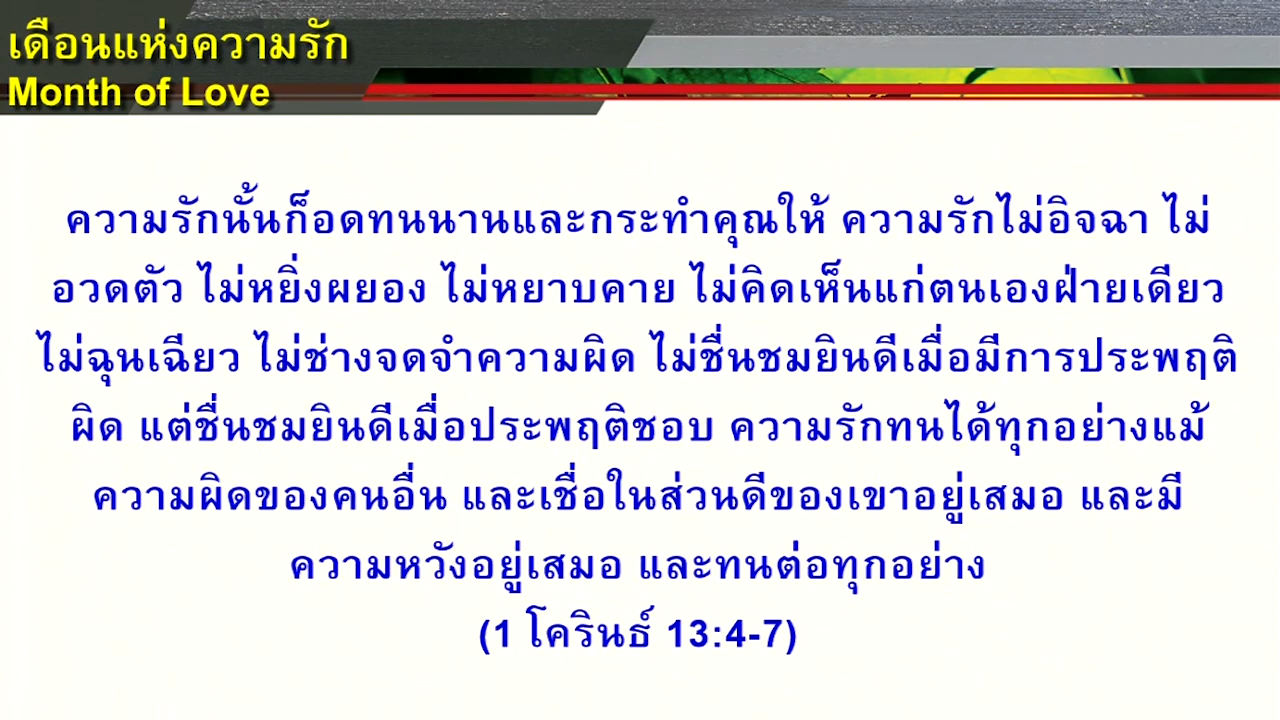 เดือนแห่งความรัก
Month of Love
ความรักนั้นก็อดทนนานและกระทำคุณให้ ความรักไม่อิจฉา ไม่
อวดตัว ไม่หยิ่งผยอง ไม่หยาบคาย ไม่คิดเห็นแก่ตนเองฝ่ายเดียว
ไม่ฉุนเฉียว ไม่ช่างจดจำความผิด ไม่ชื่นชมยินดีเมื่อมีการประพฤติ
ผิด แต่ชื่นชมยินดีเมื่อประพฤติชอบ ความรักทนได้ทุกอย่างแม้
ความผิดของคนอื่น และเชื่อในส่วนดีของเขาอยู่เสมอ และมี
ความหวังอยู่เสมอ และทนต่อทุกอย่าง
(1 โครินธ์ 13:4-7)